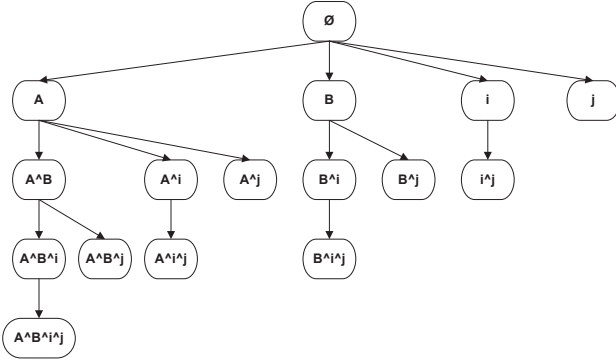 Ø
A B i j
A^B A^i A^j B^i B^j i^j
A^B^i A^B^j A^i^j B^i^j
A^B^i^j